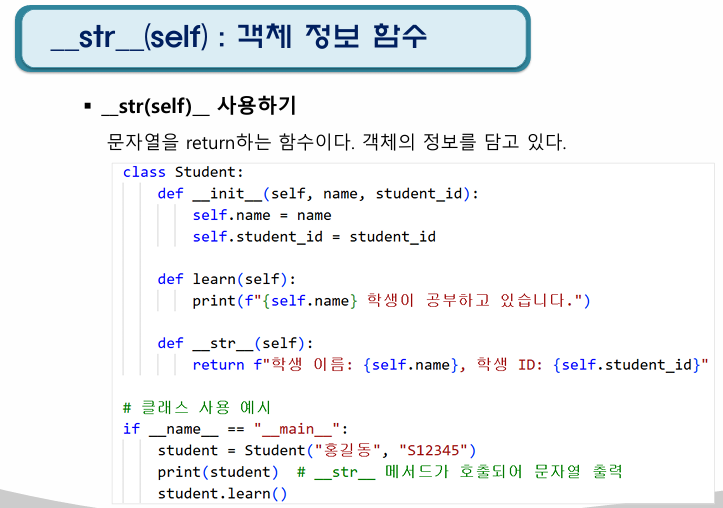 __str__(self) : 객체 정보 함수
▪ __str(self)__ 사용하기
문자열을 return하는 함수이다. 객체의 정보를 담고 있다.
class Student:
    def __init__(self, name, student_id):
        self.name = name
        self.student_id = student_id

    def learn(self):
        print(f"{self.name} 학생이 공부하고 있습니다.")

    def __str__(self):
        return f"학생 이름: {self.name}, 학생 ID: {self.student_id}"

# 클래스 사용 예시
if __name__ == "__main__":
    student = Student("홍길동", "S12345")
    print(student)  # __str__ 메서드가 호출되어 문자열 출력
    student.learn()